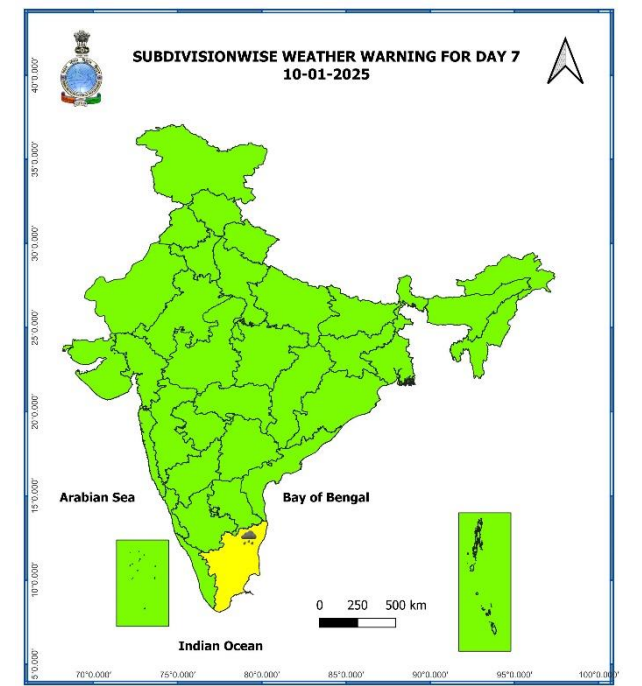 SUBDIVISIONWISE WEATHER WARNING FOR DAY 7
10-01-2025
40°0.000'
35°0.000'
30°0.000'
25°0.000'
20°0.000'
15°0.000'
10°0.000'
5°0.000'
Arabian Sea
Bay of Bengal
0 250 500 km
Indian Ocean
70°0.000' 75°0.000' 80°0.000' 85°0.000' 90°0.000' 95°0.000' 100°0.000'